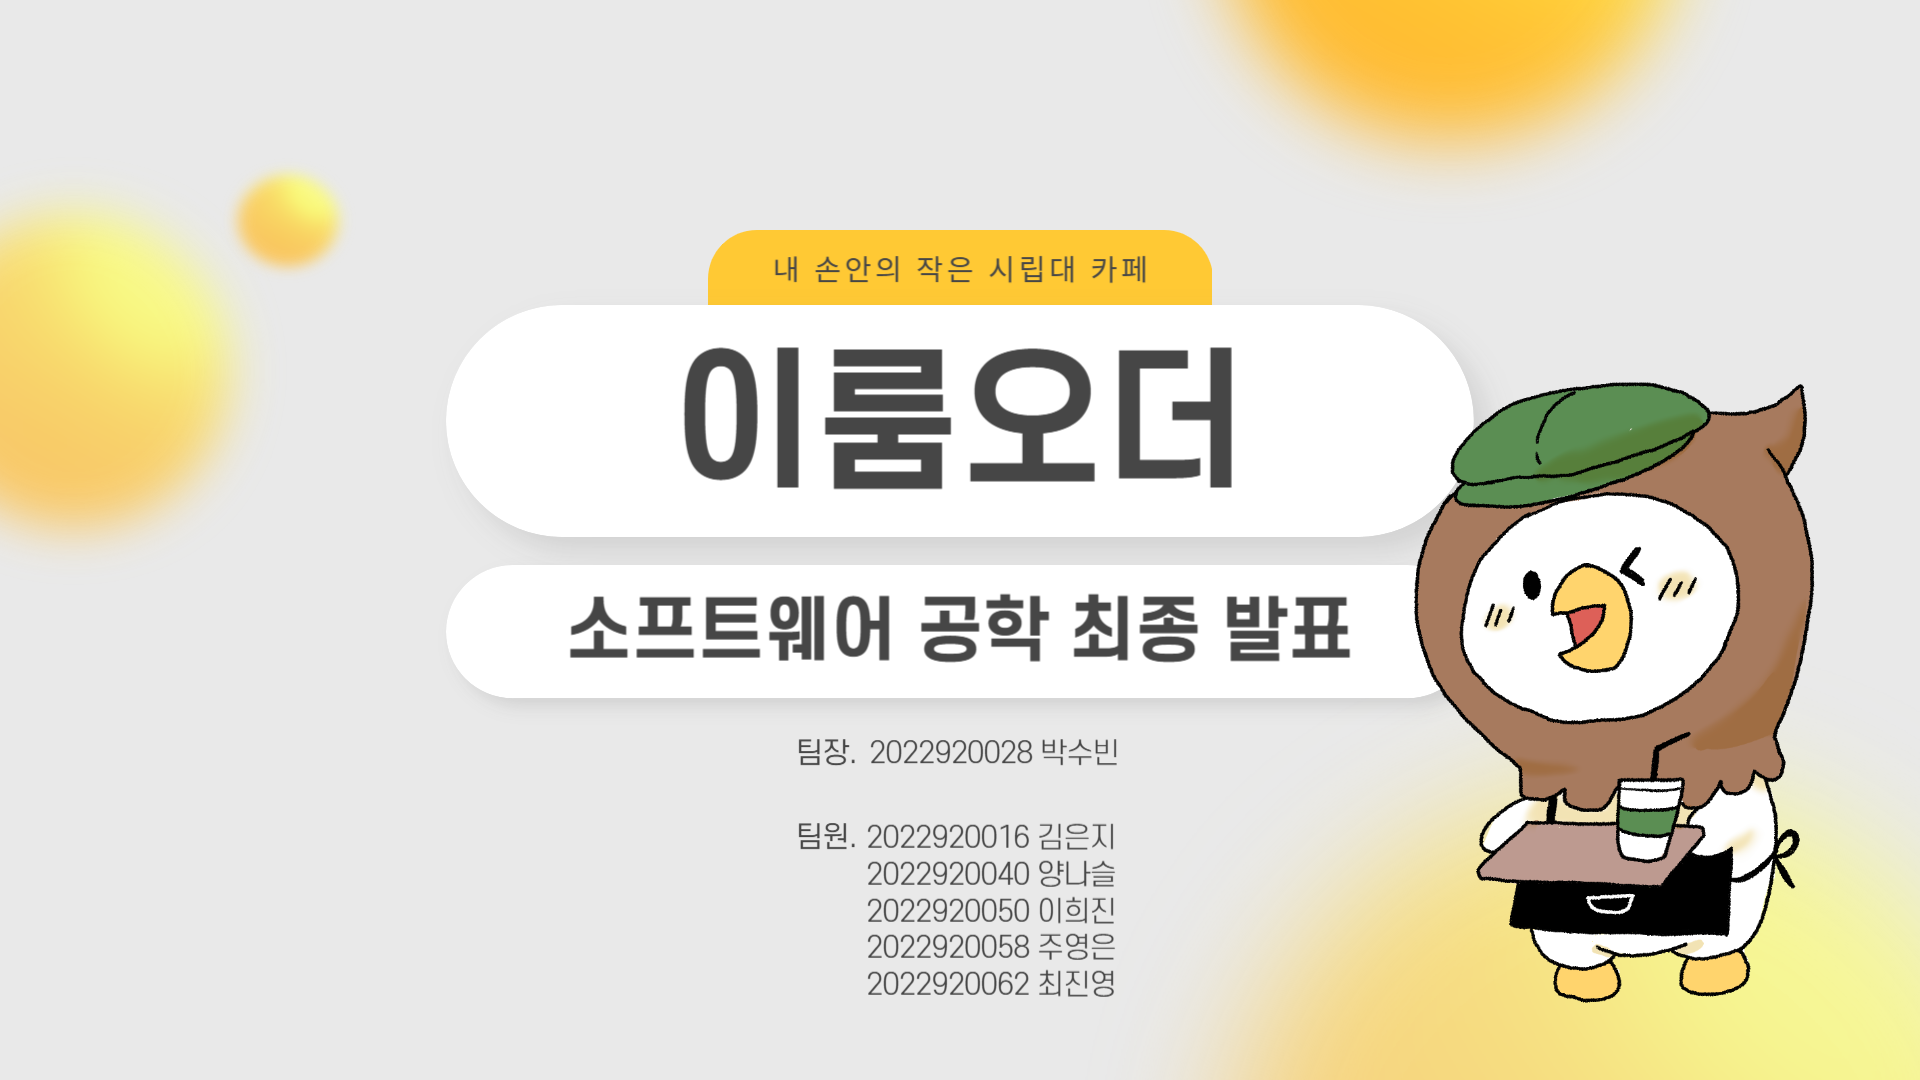 내 손안의 작은 시립대 카페
이룸오더
소프트웨어 공학 최종 발표
팀장. 2022920028 박수빈
팀원. 2022920016 김은지
2022920040 양나슬
2022920050 이희진
2022920058 주영은
2022920062 최진영